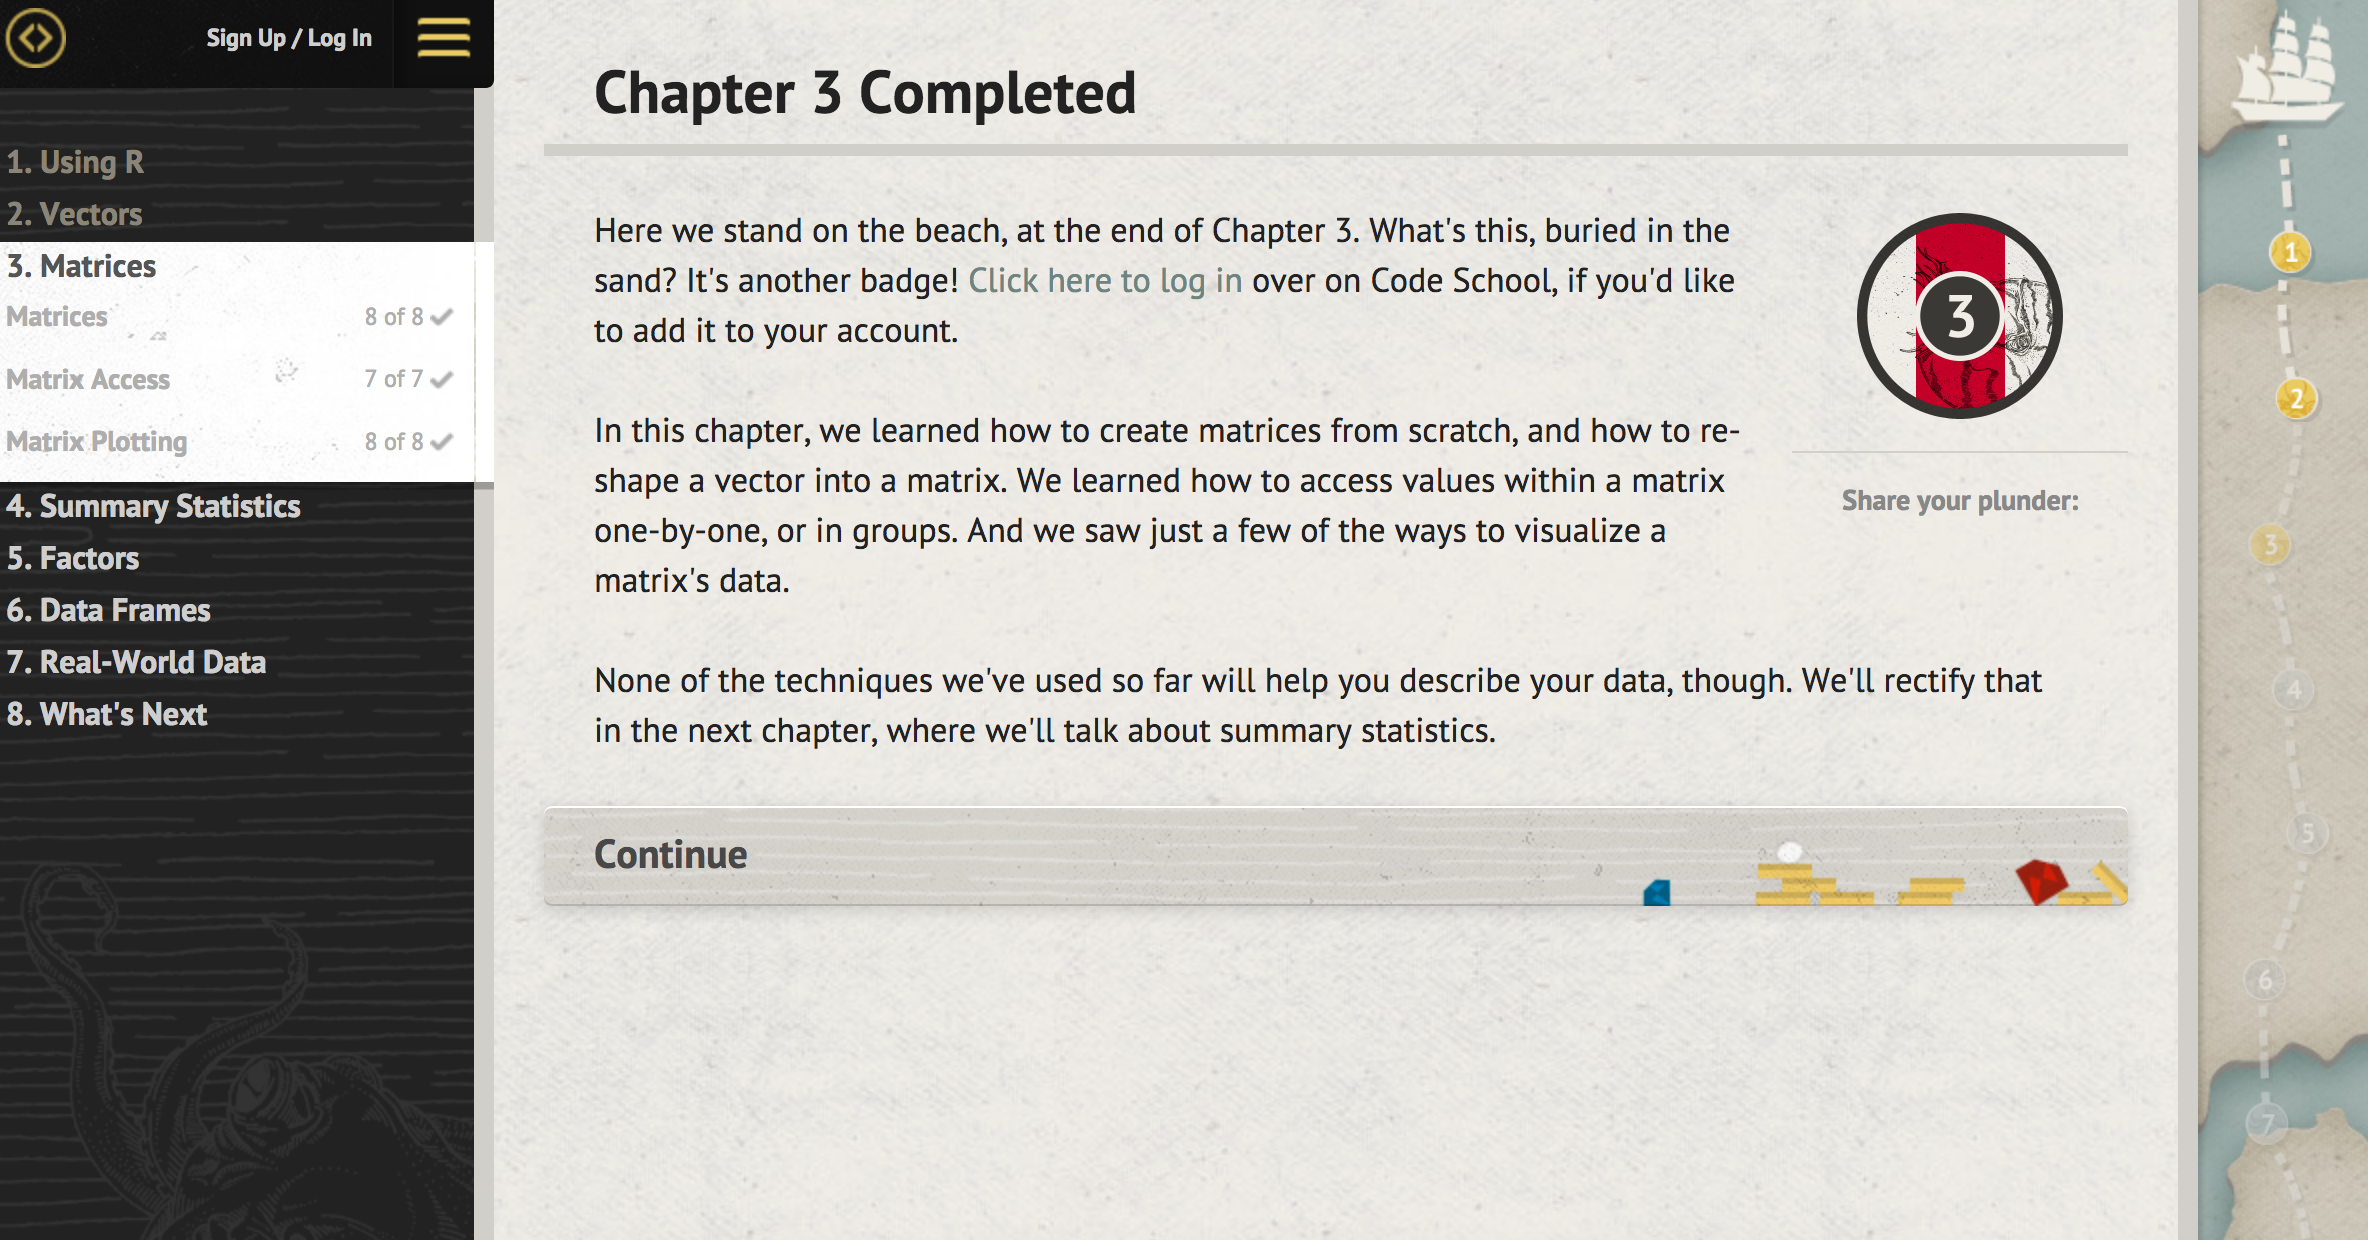 Sign Up / Log In
1. Using R
2. Vectors
3. Matrices
Matrices 8 of 8
Matrix Access 7 of 7
Matrix Plotting 8 of 8
4. Summary Statistics
5. Factors
6. Data Frames
7. Real-World Data
8. What's Next
Chapter 3 Completed
Here we stand on the beach, at the end of Chapter 3. What's this, buried in the
sand? It's another badge! Click here to log in over on Code School, if you'd like
to add it to your account.
In this chapter, we learned how to create matrices from scratch, and how to re-
shape a vector into a matrix. We learned how to access values within a matrix
one-by-one, or in groups. And we saw just a few of the ways to visualize a
matrix's data.
None of the techniques we've used so far will help you describe your data, though. We'll rectify that
in the next chapter, where we'll talk about summary statistics.
3
Share your plunder:
Continue
1
2
3
4
5
6
7